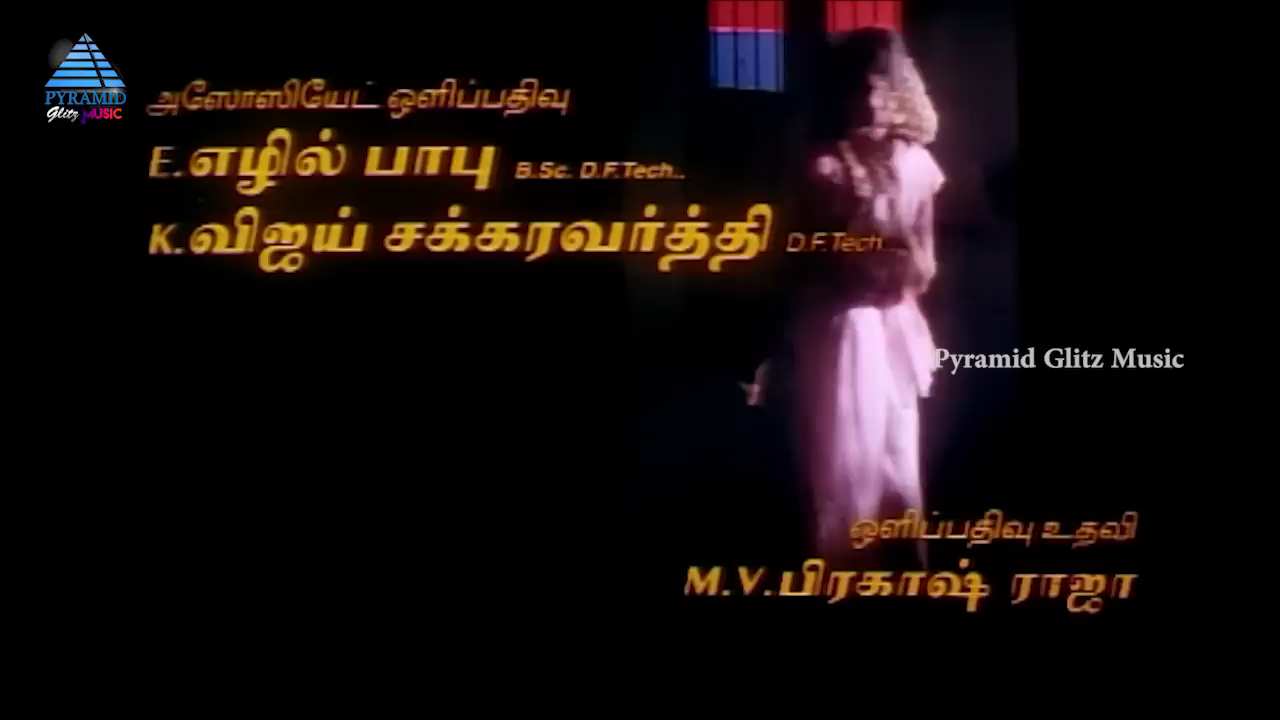 PYRAMID
Glitz MUSIC
அஸோஸியேட் ஒளிப்பதிவு
E.எழில் பாபு B.Sc. D.F.Tech..
K.விஜய் சக்கரவர்த்தி D.F.Tech....
Pyramid Glitz Music
ஒளிப்பதிவு உதவி
M.V.பிரகாஷ் ராஜா